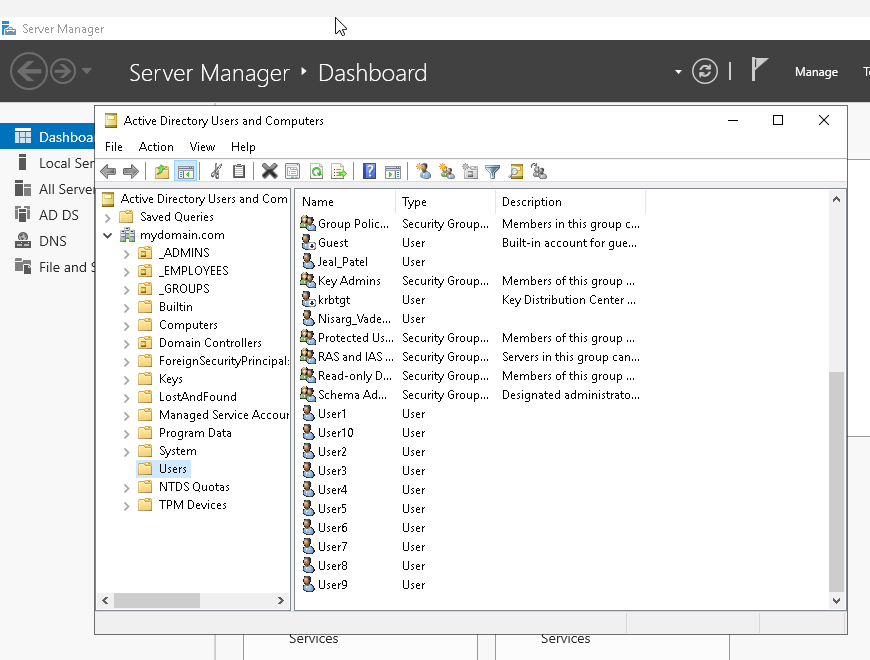 Server Manager
Server Manager ‣ Dashboard
Manage
Dashboa
Local Ser
All Server
AD DS
DNS
File and S
Active Directory Users and Computers
File Action View Help
Active Directory Users and Com
Saved Queries
mydomain.com
_ADMINS
_EMPLOYEES
_GROUPS
Builtin
Computers
Domain Controllers
ForeignSecurityPrincipals
Keys
LostAndFound
Managed Service Accour
Program Data
System
Users
NTDS Quotas
TPM Devices
Name Type Description
Group Polic... Security Group... Members in this group c...
Guest User Built-in account for gue...
Jeal_Patel User
Key Admins Security Group... Members of this group ...
krbtgt User Key Distribution Center ...
Nisarg_Vade... User
Protected Us... Security Group... Members of this group ...
RAS and IAS ... Security Group... Servers in this group can...
Read-only D... Security Group... Members of this group ...
Schema Ad... Security Group... Designated administrato...
User1 User
User10 User
User2 User
User3 User
User4 User
User5 User
User6 User
User7 User
User8 User
User9 User
Services Services